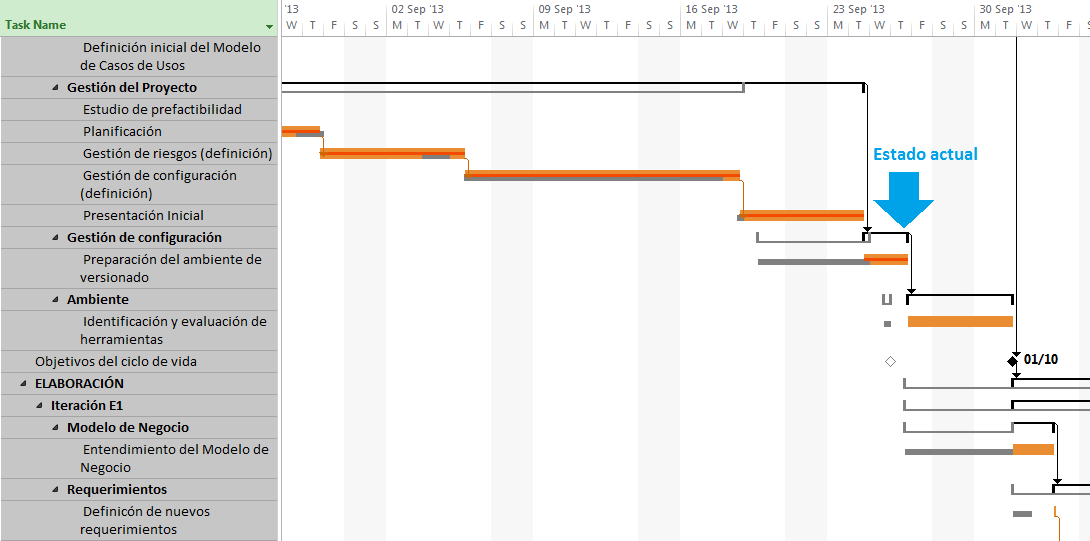 '13 02 Sep '13 09 Sep '13 16 Sep '13 23 Sep '13 30 Sep '13
Task Name W T F S S M T W T F S S M T W T F S S M T W T F S S M T W T F S S M T W T F S
Definición inicial del Modelo
de Casos de Usos
Gestión del Proyecto
Estudio de prefactibilidad
Planificación
Gestión de riesgos (definición)
Estado actual
Gestión de configuración
(definición)
Presentación Inicial
Gestión de configuración
Preparación del ambiente de
versionado
Ambiente
Identificación y evaluación de
herramientas
Objetivos del ciclo de vida 01/10
ELABORACIÓN
Iteración E1
Modelo de Negocio
Entendimiento del Modelo de
Negocio
Requerimientos
Definicón de nuevos
requerimientos